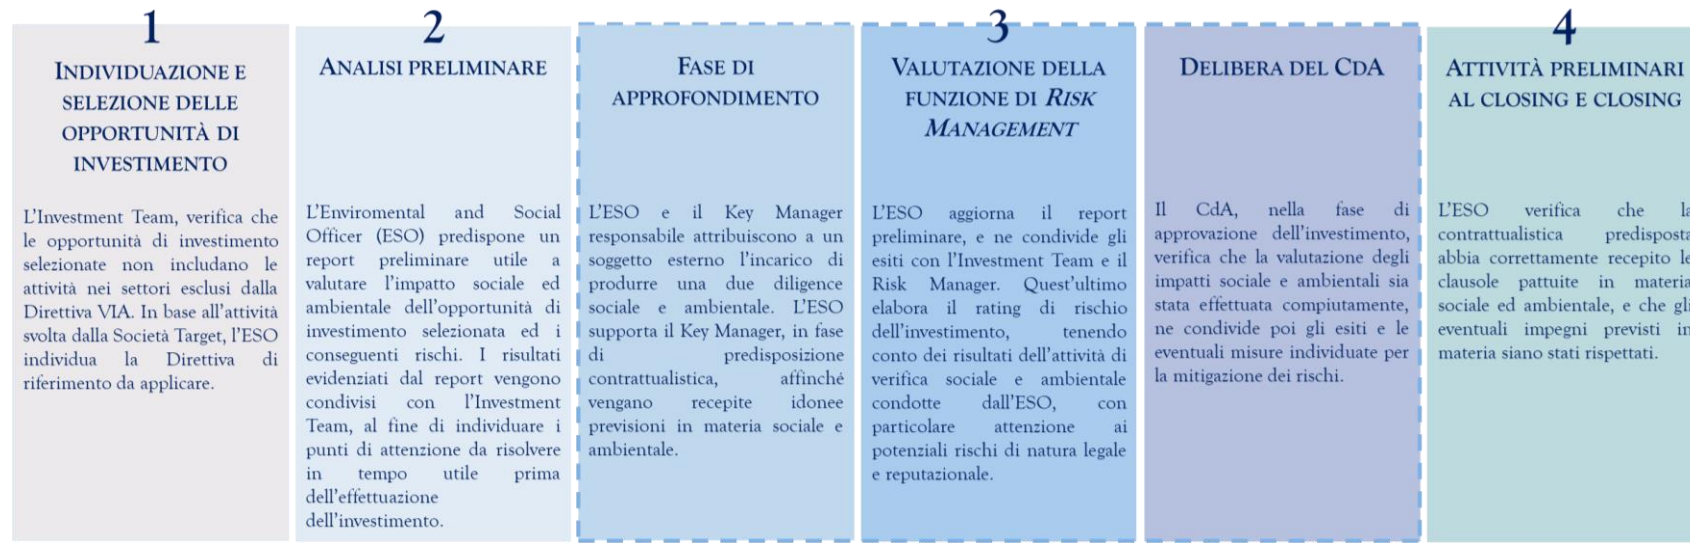 1
INDIVIDUAZIONE E
SELEZIONE DELLE
OPPORTUNITÀ DI
INVESTIMENTO
L'Investment Team, verifica che
le opportunità di investimento
selezionate non includano le
attività nei settori esclusi dalla
Direttiva VIA. In base all'attività
svolta dalla Società Target, l'ESO
individua la Direttiva di
riferimento da applicare.
2
ANALISI PRELIMINARE
L'Enviromental and Social
Officer (ESO) predispone un
report preliminare utile a
valutare l'impatto sociale ed
ambientale dell'opportunità di
investimento selezionata ed i
conseguenti rischi. I risultati
evidenziati dal report vengono
condivisi con l'Investment
Team, al fine di individuare i
punti di attenzione da risolvere
in tempo utile prima
dell'effettuazione
dell'investimento.
FASE DI
APPROFONDIMENTO
L'ESO e il Key Manager
responsabile attribuiscono a un
soggetto esterno l'incarico di
produrre una due diligence
sociale e ambientale. L'ESO
supporta il Key Manager, in fase
di predisposizione
contrattualistica, affinché
vengano recepite idonee
previsioni in materia sociale e
ambientale.
3
VALUTAZIONE DELLA
FUNZIONE DI RISK
MANAGEMENT
L'ESO aggiorna il report
preliminare, e ne condivide gli
esiti con l'Investment Team e il
Risk Manager. Quest'ultimo
elabora il rating di rischio
dell'investimento, tenendo
conto dei risultati dell'attività di
verifica sociale e ambientale
condotte dall'ESO, con
particolare attenzione ai
potenziali rischi di natura legale
e reputazionale.
DELIBERA DEL CDA
Il CdA, nella fase di
approvazione dell'investimento,
verifica che la valutazione degli
impatti sociale e ambientali sia
stata effettuata compiutamente,
ne condivide poi gli esiti e le
eventuali misure individuate per
la mitigazione dei rischi.
4
ATTIVITÀ PRELIMINARI
AL CLOSING E CLOSING
L'ESO verifica che la
contrattualistica predisposta
abbia correttamente recepito le
clausole pattuite in materia
sociale ed ambientale, e che gli
eventuali impegni previsti in
materia siano stati rispettati.